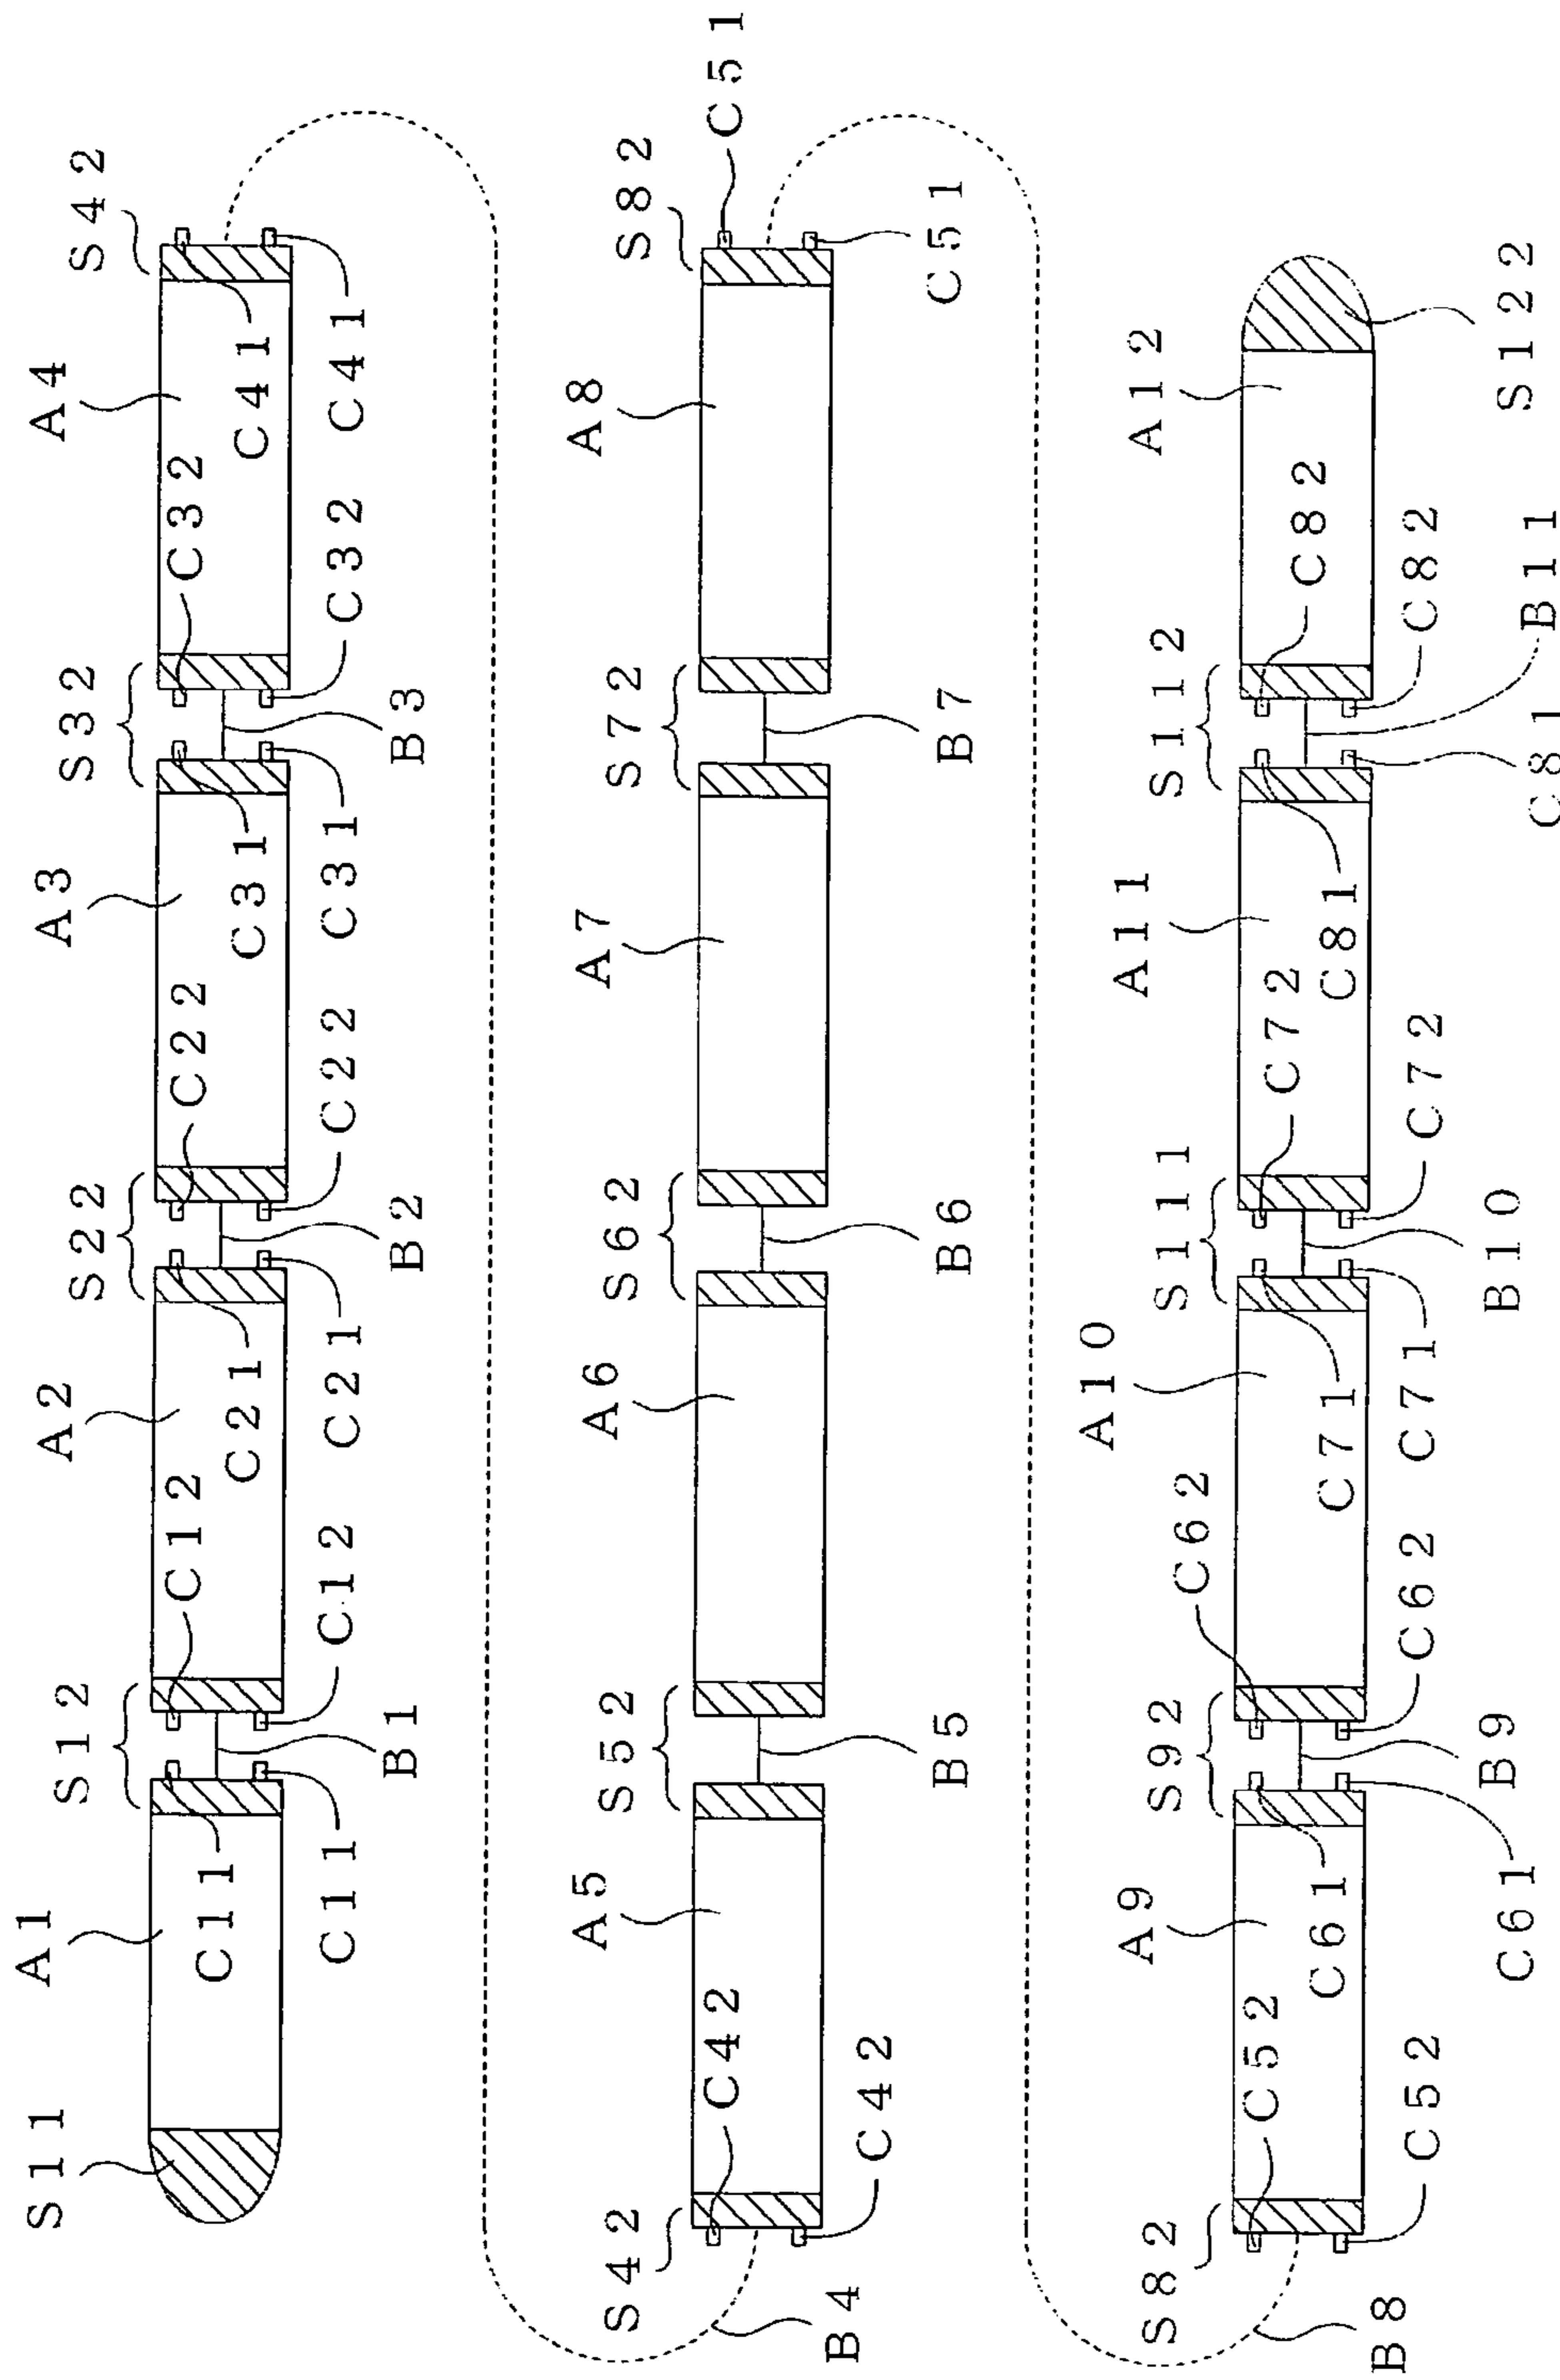 S11
A1
S12
A2
S22
A3
S32
A4
S42
C11
C12
C21
C22
C31
C32
C41
C11
B1
C12
C21
B2
C22
C31
B3
C32
C41
S42
A5
S52
A6
S62
A7
S72
A8
S82
C51
C42
C42
B4
B5
B6
B7
C51
S82
A9
S92
A10
S111
A11
S112
A12
C52
C61
C62
C71
C72
C81
C82
B8
C52
C61
B9
C62
C71
B10
C72
C81
B11
C82
S122